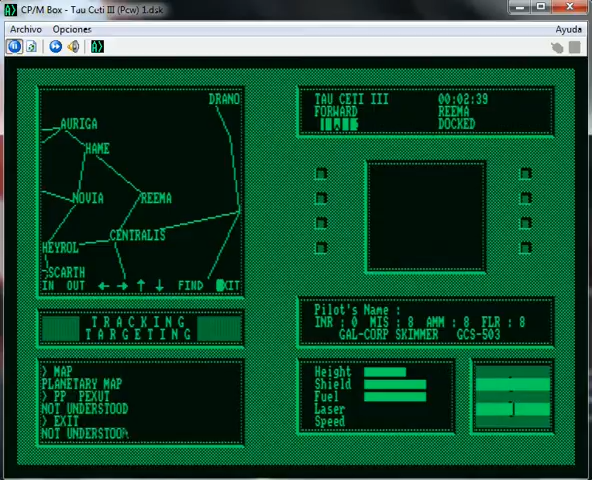 CP/M Box - Tau Ceti III (Pcw) 1.dsk
Archivo Opciones Ayuda
A>
DRANO
AURIGA
HAME
NOVIA
REEMA
CENTRALIS
HEYROL
SCARTH
IN OUT ← → ↑ ↓ FIND EXIT
TRACKING
TARGETING
> MAP
PLANETARY MAP
> PP PEXUT
NOT UNDERSTOOD
> EXIT
NOT UNDERSTOOD
TAU CETI III 00:02:39
FORWARD REEMA
DOCKED
Pilot's Name :
INR : 0 MIS : 8 AMM : 8 FLR : 8
GAL-CORP SKIMMER GCS-503
Height
Shield
Fuel
Laser
Speed